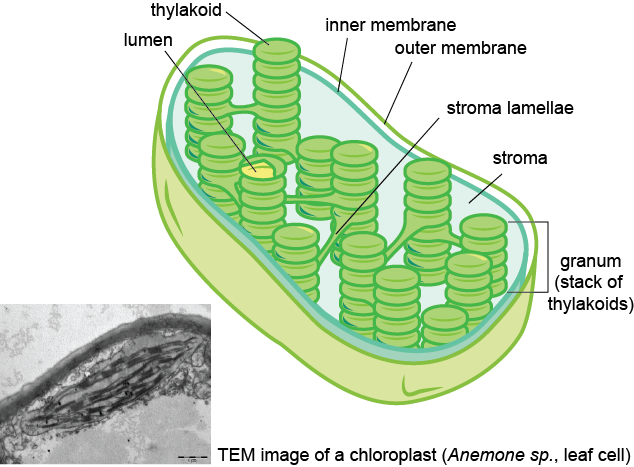 thylakoid
lumen
inner membrane
outer membrane
stroma lamellae
stroma
granum
(stack of
thylakoids)
TEM image of a chloroplast (Anemone sp., leaf cell)